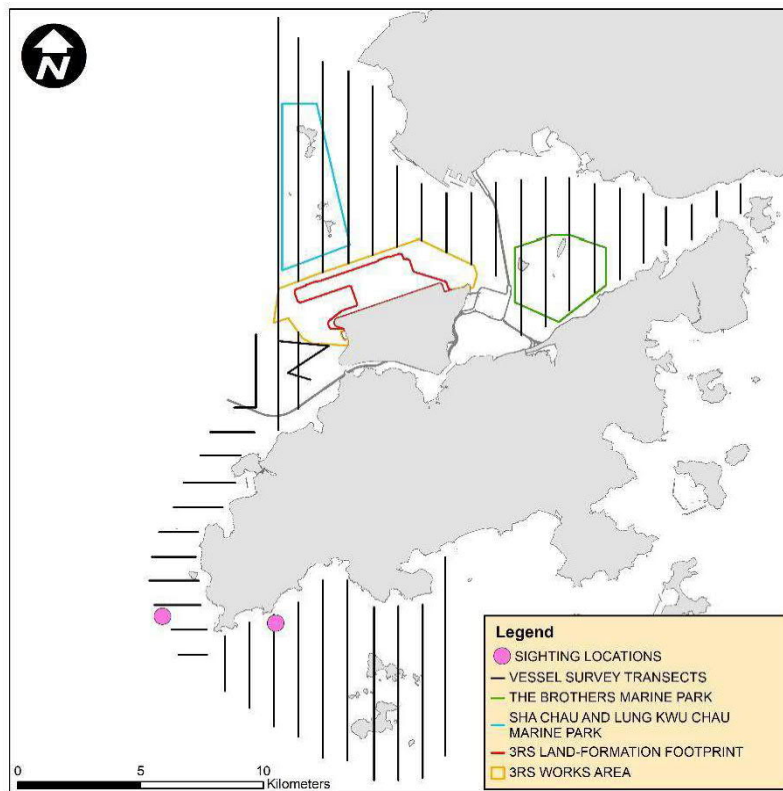 N
Legend
SIGHTING LOCATIONS
VESSEL SURVEY TRANSECTS
THE BROTHERS MARINE PARK
SHA CHAU AND LUNG KWU CHAU
MARINE PARK
3RS LAND-FORMATION FOOTPRINT
3RS WORKS AREA
0 5 10
Kilometers